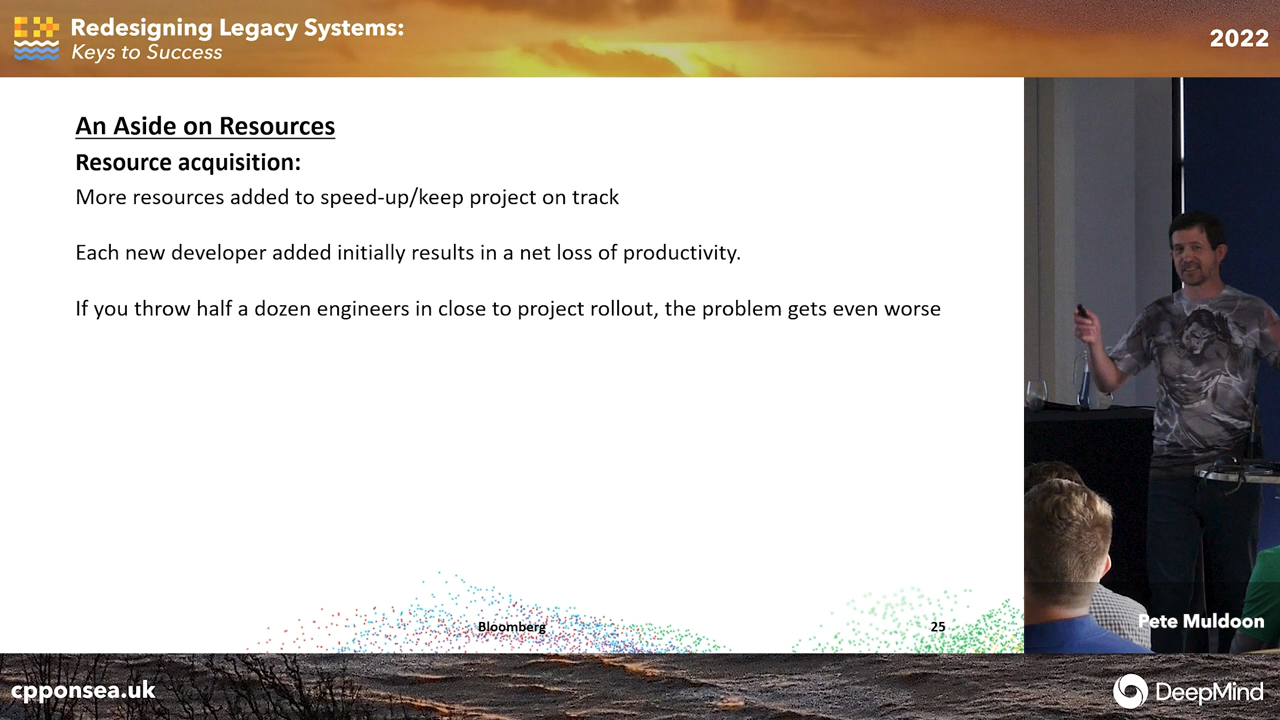 Redesigning Legacy Systems:
Keys to Success
2022
An Aside on Resources
Resource acquisition:
More resources added to speed-up/keep project on track
Each new developer added initially results in a net loss of productivity.
If you throw half a dozen engineers in close to project rollout, the problem gets even worse
Bloomberg
25
Pete Muldoon
cpponsea.uk
DeepMind